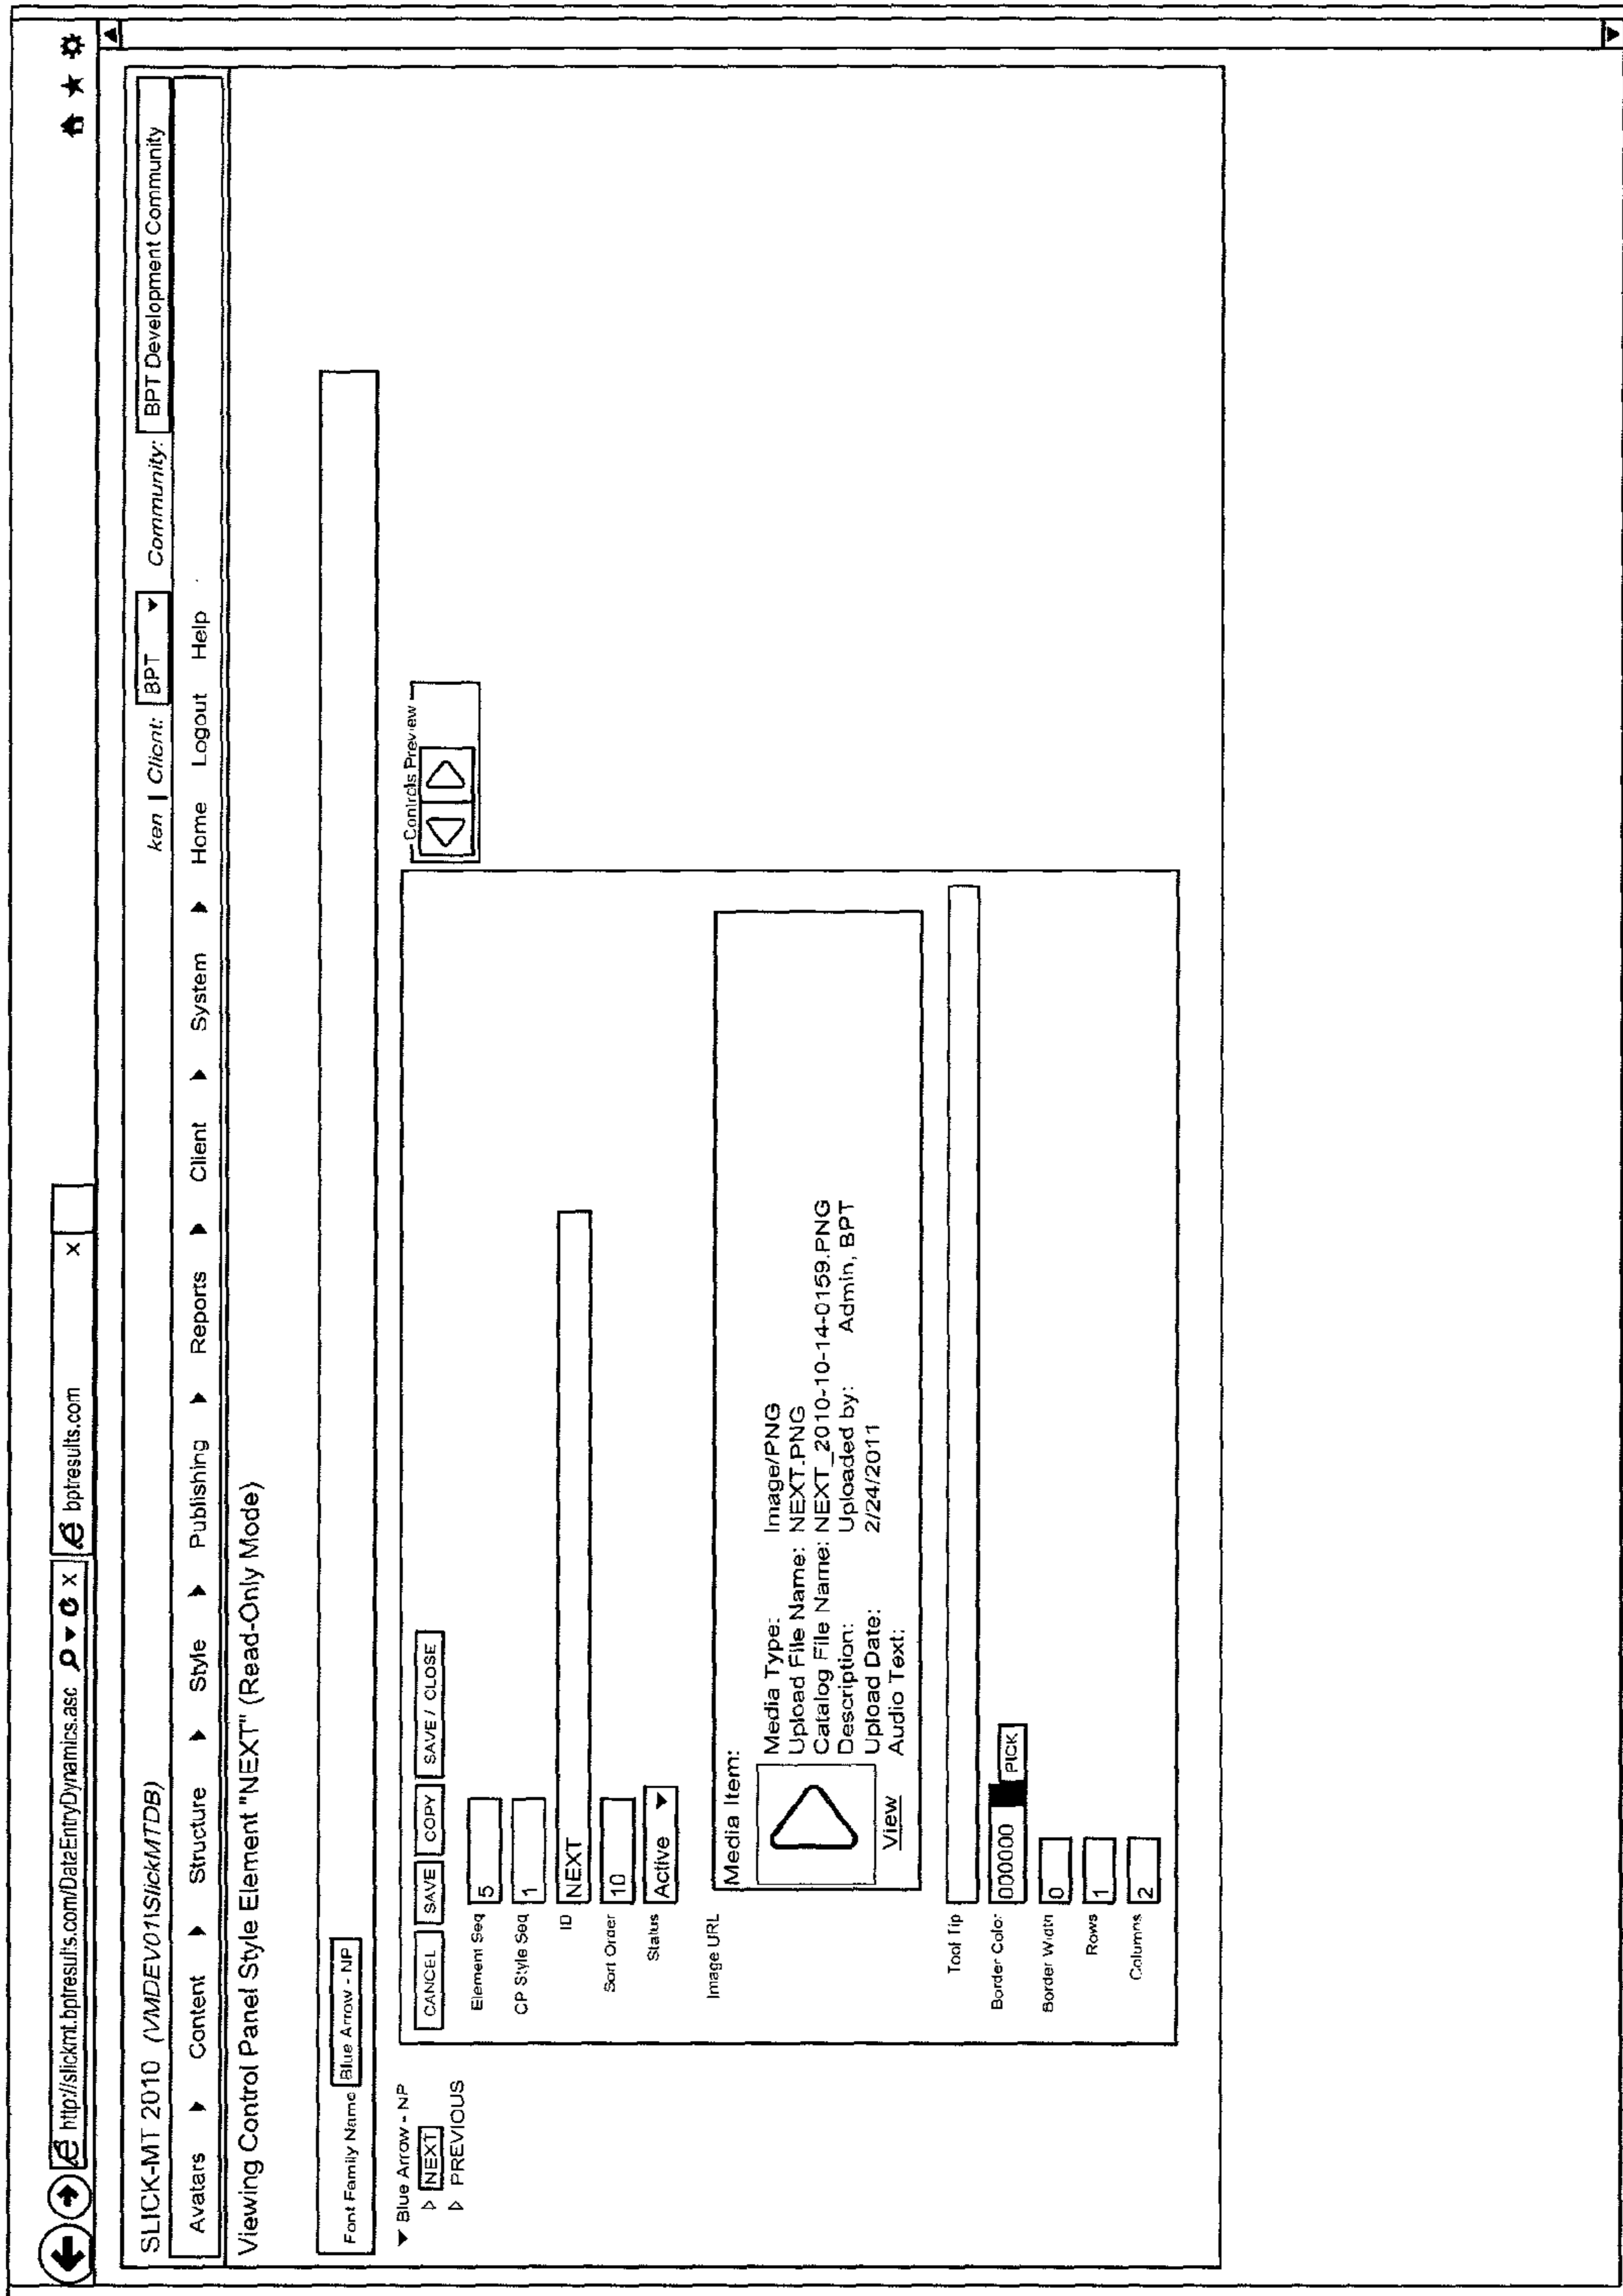 http://slickmt.bptresults.com/DateEntryDynamics.asc
bptresults.com x
SLICK-MT 2010 (VMDEV01\SlickMTDB)
ken | Client: BPT Community: BPT Development Community
Avatars Content Structure Style Publishing Reports Client System Home Logout Help
Viewing Control Panel Style Element "NEXT" (Read-Only Mode)
Font Family Name Blue Arrow - NP
Blue Arrow - NP
NEXT
PREVIOUS
CANCEL SAVE COPY SAVE / CLOSE
Element Seq 5
CP Style Seq 1
ID NEXT
Sort Order 10
Status Active
Image URL
Media Item:
Media Type: Image/PNG
Upload File Name: NEXT.PNG
Catalog File Name: NEXT_2010-10-14-0159.PNG
Description: Uploaded by: Admin, BPT
Upload Date: 2/24/2011
Audio Text:
View
Tool Tip
Border Color 000000 PICK
Border Width 0
Rows 1
Columns 2
Controls Preview